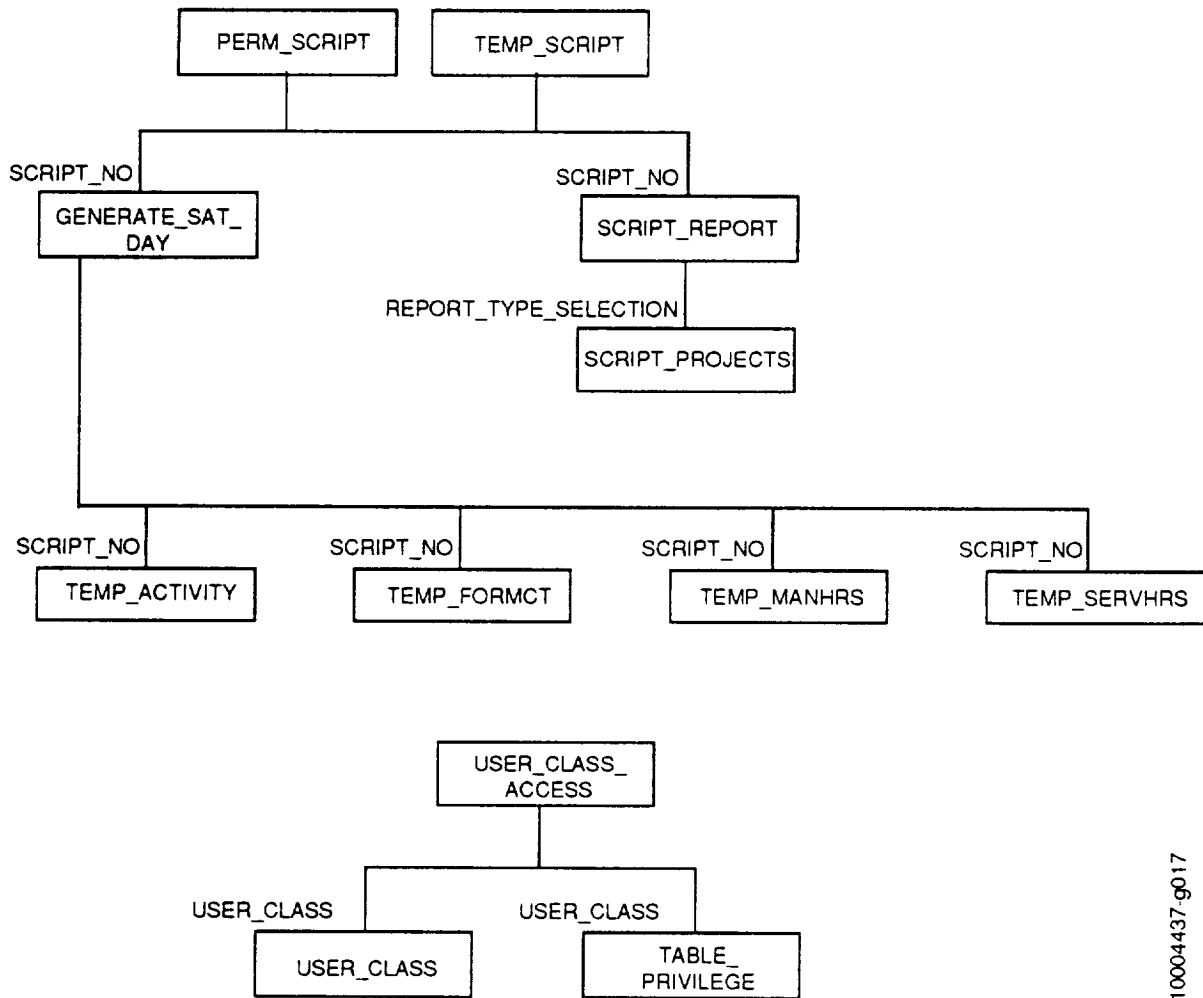 PERM_SCRIPT
TEMP_SCRIPT
SCRIPT_NO
SCRIPT_NO
GENERATE_SAT_
DAY
SCRIPT_REPORT
REPORT_TYPE_SELECTION
SCRIPT_PROJECTS
SCRIPT_NO
SCRIPT_NO
SCRIPT_NO
SCRIPT_NO
TEMP_ACTIVITY
TEMP_FORMCT
TEMP_MANHRS
TEMP_SERVHRS
USER_CLASS_
ACCESS
USER_CLASS
USER_CLASS
USER_CLASS
TABLE_
PRIVILEGE
10004437-g017